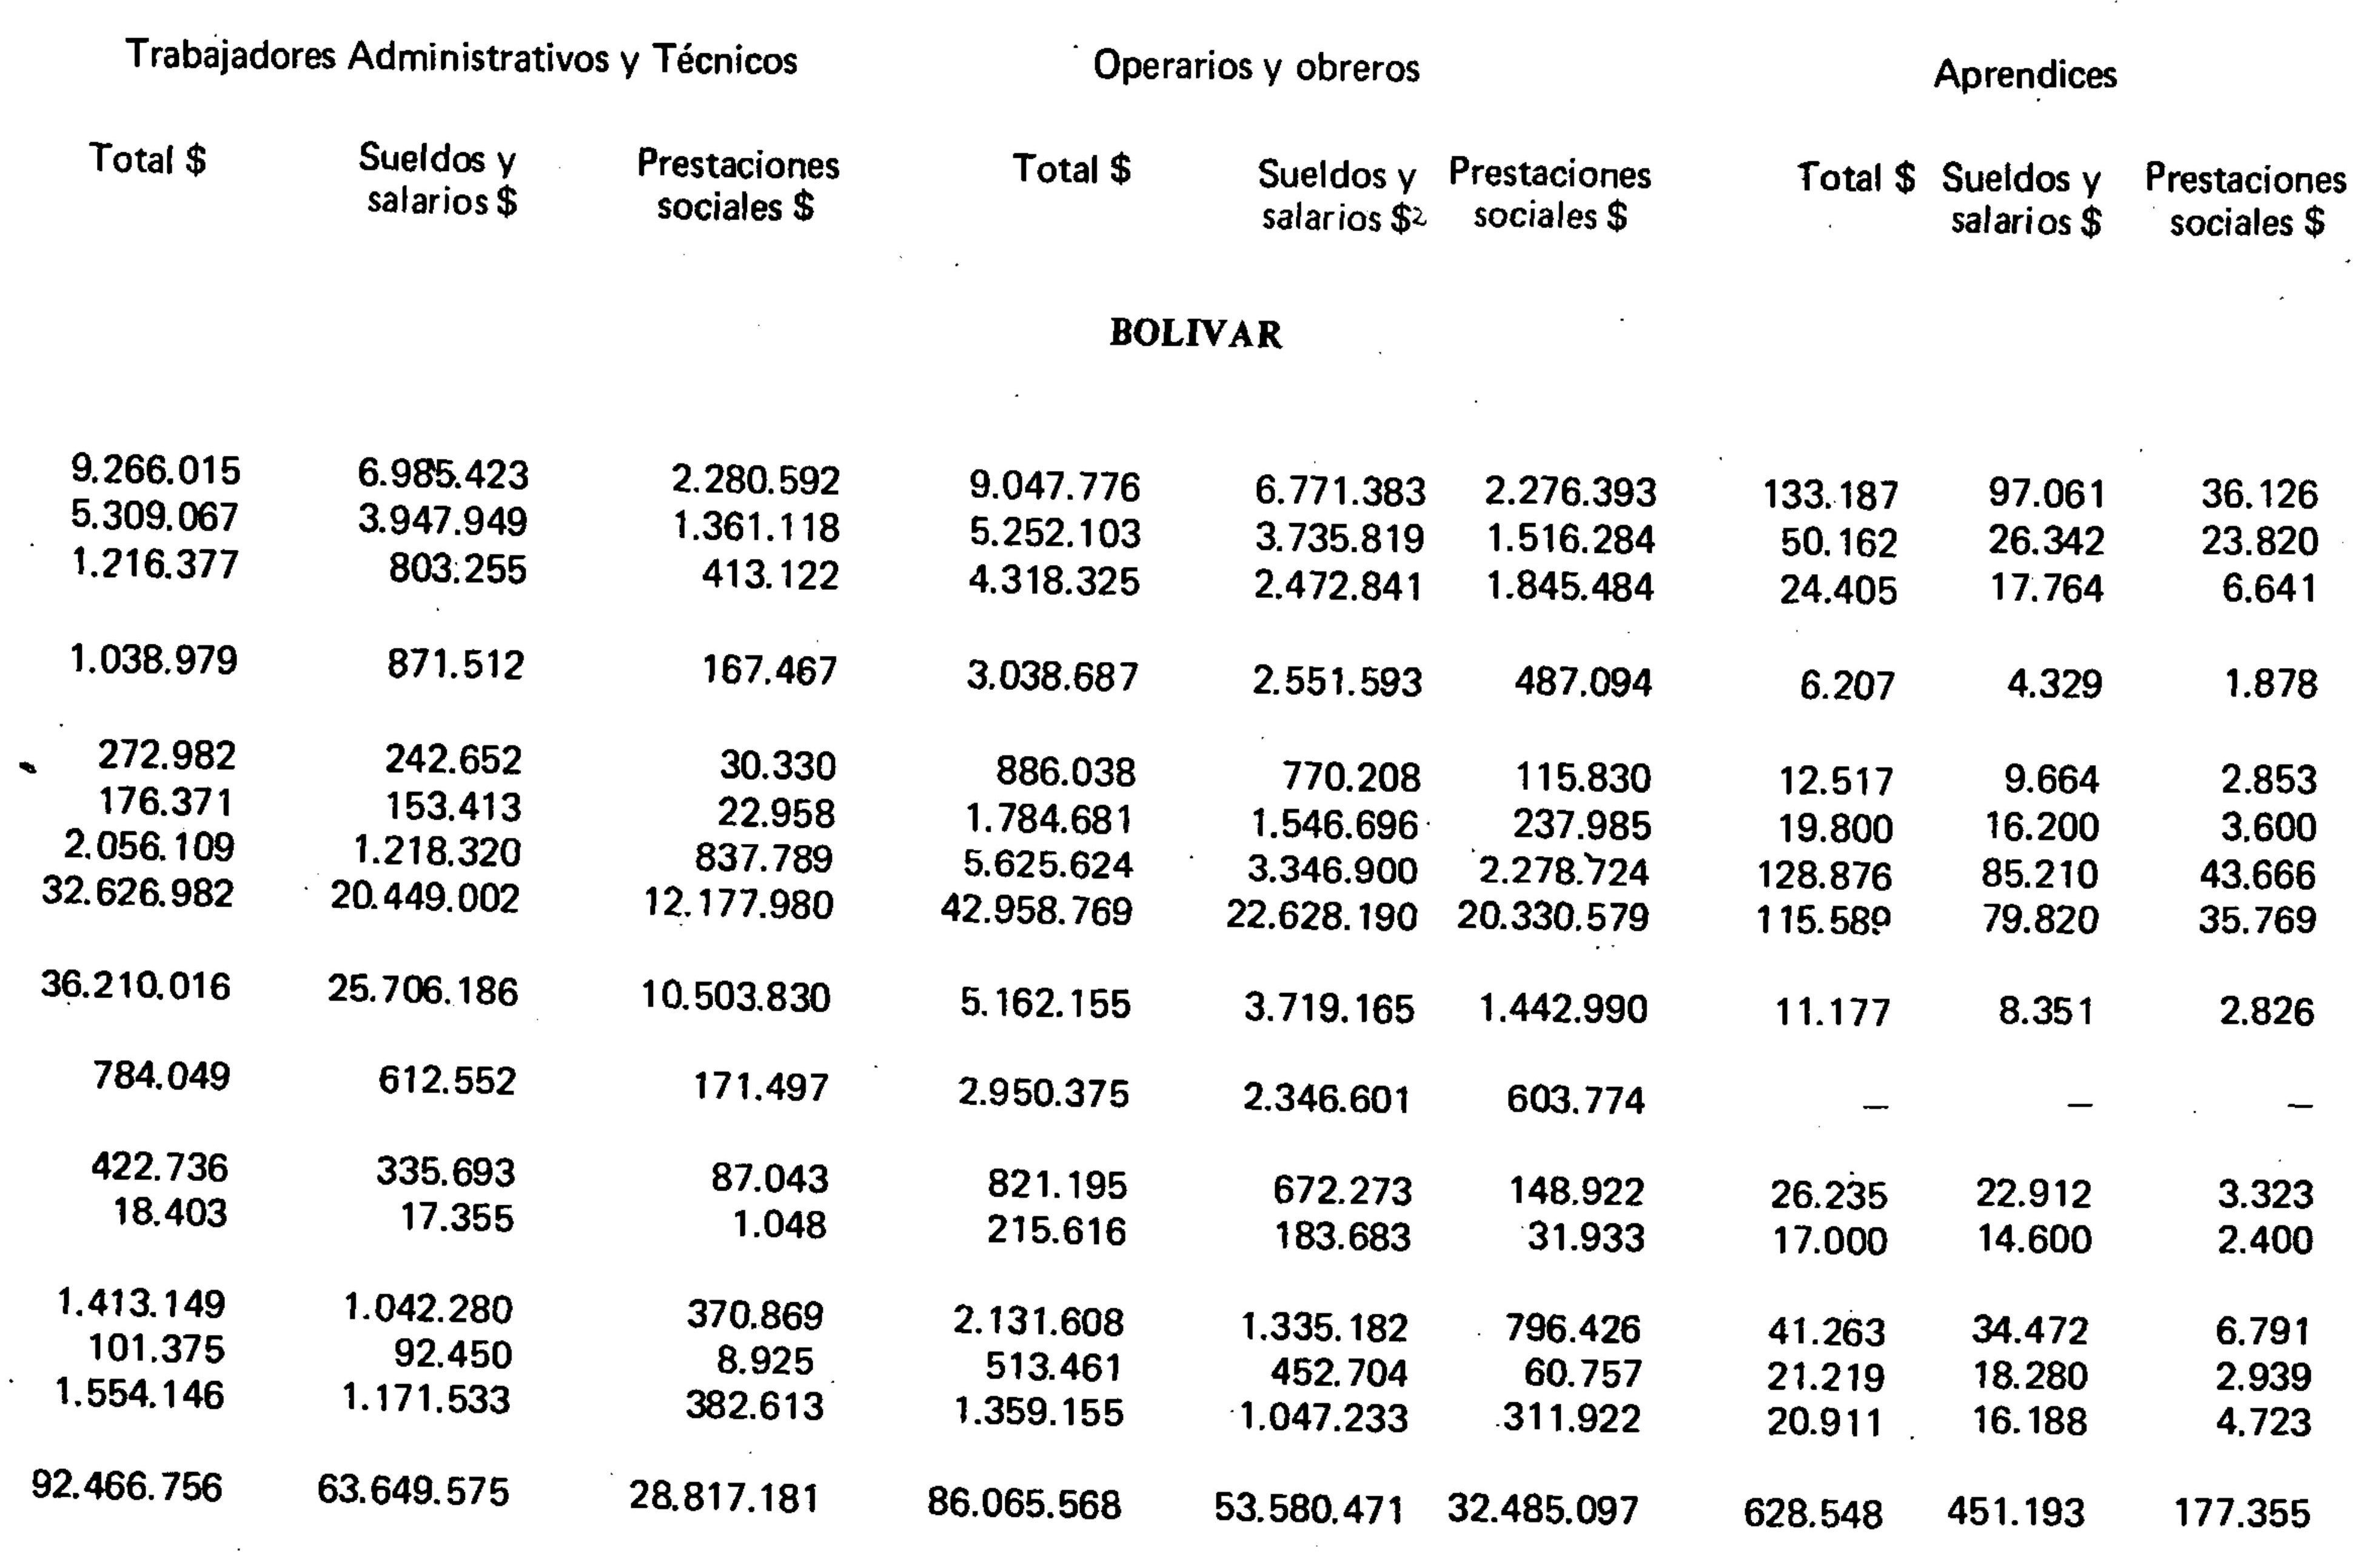 Trabajadores Administrativos y Técnicos Operarios y obreros Aprendices
Total $ Sueldos y Prestaciones Total $ Sueldos y Prestaciones Total $ Sueldos y Prestaciones
salarios $ sociales $ salarios $ sociales $ salarios $ sociales $
BOLIVAR
9.266.015 6.985.423 2.280.592 9.047.776 6.771.383 2.276.393 133.187 97.061 36.126
5.309.067 3.947.949 1.361.118 5.252.103 3.735.819 1.516.284 50.162 26.342 23.820
1.216.377 803.255 413.122 4.318.325 2.472.841 1.845.484 24.405 17.764 6.641
1.038.979 871.512 167.467 3.038.687 2.551.593 487.094 6.207 4.329 1.878
272.982 242.652 30.330 886.038 770.208 115.830 12.517 9.664 2.853
176.371 153.413 22.958 1.784.681 1.546.696 237.985 19.800 16.200 3.600
2.056.109 1.218.320 837.789 5.625.624 3.346.900 2.278.724 128.876 85.210 43.666
32.626.982 20.449.002 12.177.980 42.958.769 22.628.190 20.330.579 115.589 79.820 35.769
36.210.016 25.706.186 10.503.830 5.162.155 3.719.165 1.442.990 11.177 8.351 2.826
784.049 612.552 171.497 2.950.375 2.346.601 603.774 — — —
422.736 335.693 87.043 821.195 672.273 148.922 26.235 22.912 3.323
18.403 17.355 1.048 215.616 183.683 31.933 17.000 14.600 2.400
1.413.149 1.042.280 370.869 2.131.608 1.335.182 796.426 41.263 34.472 6.791
101.375 92.450 8.925 513.461 452.704 60.757 21.219 18.280 2.939
1.554.146 1.171.533 382.613 1.359.155 1.047.233 311.922 20.911 16.188 4.723
92.466.756 63.649.575 28.817.181 86.065.568 53.580.471 32.485.097 628.548 451.193 177.355